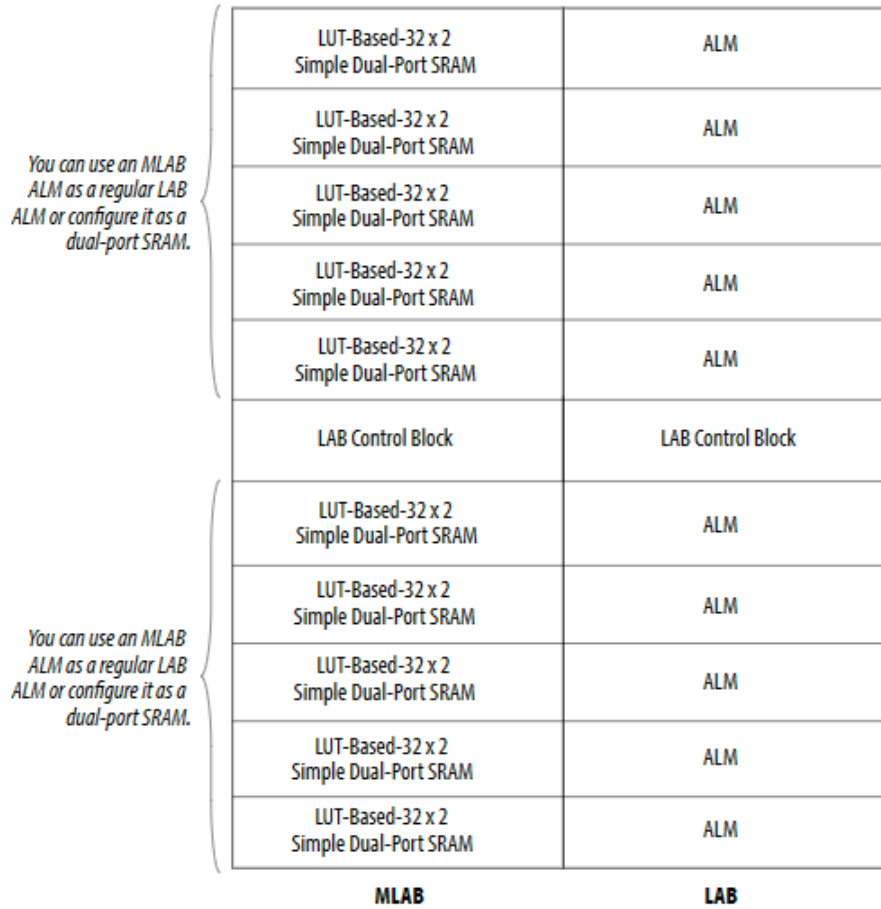 LUT-Based-32 x 2
Simple Dual-Port SRAM
ALM
LUT-Based-32 x 2
Simple Dual-Port SRAM
ALM
You can use an MLAB
ALM as a regular LAB
ALM or configure it as a
dual-port SRAM.
LUT-Based-32 x 2
Simple Dual-Port SRAM
ALM
LUT-Based-32 x 2
Simple Dual-Port SRAM
ALM
LUT-Based-32 x 2
Simple Dual-Port SRAM
ALM
LAB Control Block
LAB Control Block
LUT-Based-32 x 2
Simple Dual-Port SRAM
ALM
LUT-Based-32 x 2
Simple Dual-Port SRAM
ALM
You can use an MLAB
ALM as a regular LAB
ALM or configure it as a
dual-port SRAM.
LUT-Based-32 x 2
Simple Dual-Port SRAM
ALM
LUT-Based-32 x 2
Simple Dual-Port SRAM
ALM
LUT-Based-32 x 2
Simple Dual-Port SRAM
ALM
MLAB
LAB